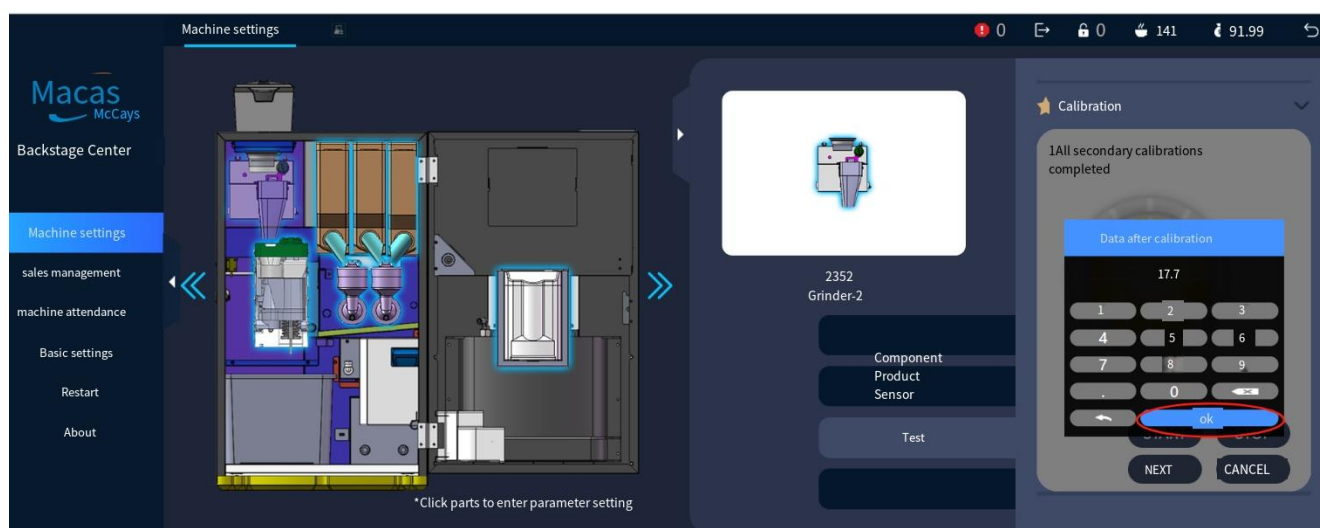 Machine settings
0
0
141
91.99
Macas
McCays
Backstage Center
Machine settings
sales management
machine attendance
Basic settings
Restart
About
*Click parts to enter parameter setting
2352
Grinder-2
Component
Product
Sensor
Test
Calibration
1All secondary calibrations
completed
Data after calibration
17.7
1 2 3
4 5 6
7 8 9
. 0
ok
NEXT CANCEL